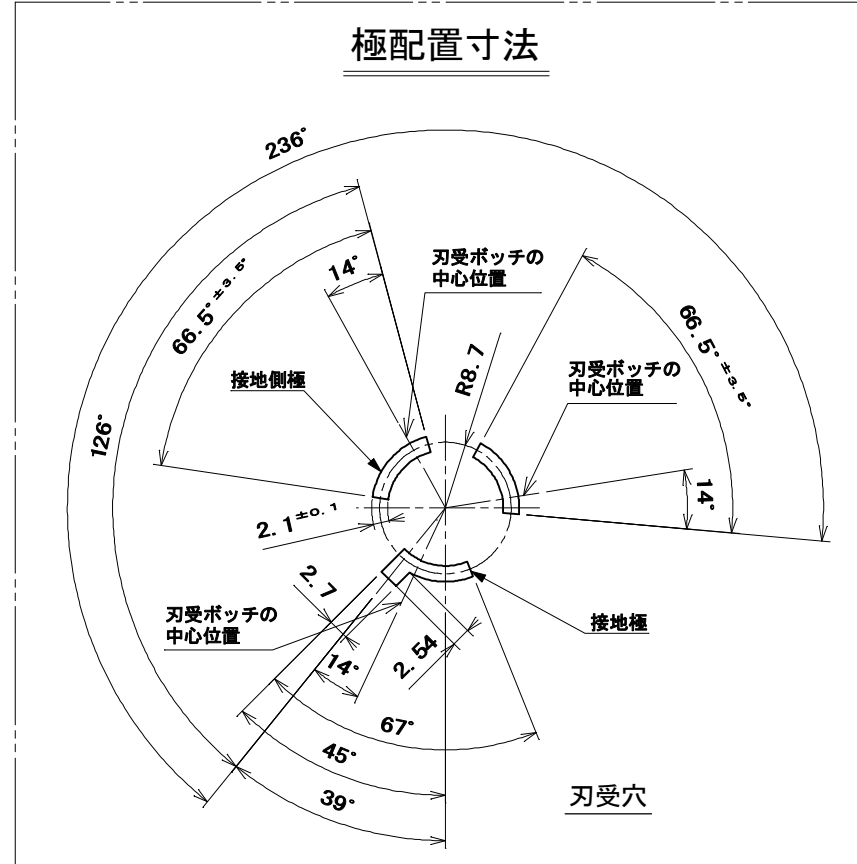 極配置寸法
236°
66.5°±3.5°
14°
刃受ボッチの
中心位置
R8.7
66.5°±3.5°
刃受ボッチの
中心位置
接地側極
126°
14°
2.1±0.1
2.7
刃受ボッチの
中心位置
接地極
2.54
14°
67°
45°
39°
刃受穴